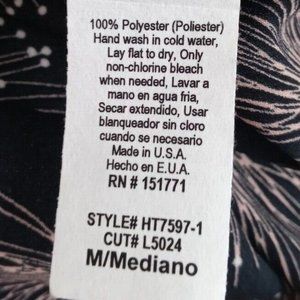 100% Polyester (Poliester)
Hand wash in cold water,
Lay flat to dry, Only
non-chlorine bleach
when needed, Lavar a
mano en agua fria,
Secar extendido, Usar
blanqueador sin cloro
cuando se necesario
Made in U.S.A.
Hecho en E.U.A.
RN # 151771
STYLE# HT7597-1
CUT# L5024
M/Mediano